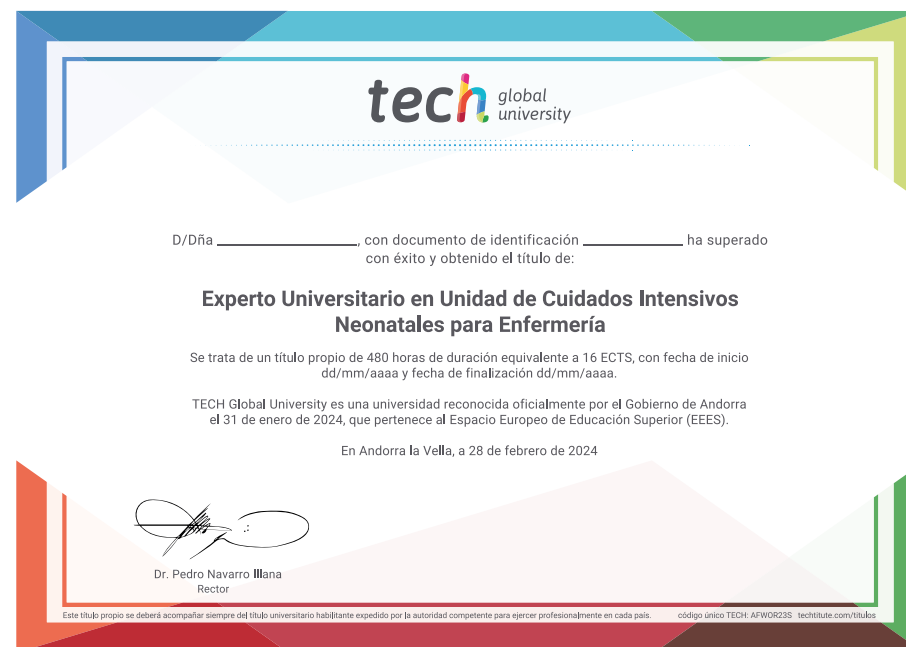 tech global university
D/Dña ____________________, con documento de identificación ______________ ha superado
con éxito y obtenido el título de:
Experto Universitario en Unidad de Cuidados Intensivos
Neonatales para Enfermería
Se trata de un título propio de 480 horas de duración equivalente a 16 ECTS, con fecha de inicio
dd/mm/aaaa y fecha de finalización dd/mm/aaaa.
TECH Global University es una universidad reconocida oficialmente por el Gobierno de Andorra
el 31 de enero de 2024, que pertenece al Espacio Europeo de Educación Superior (EEES).
En Andorra la Vella, a 28 de febrero de 2024
Dr. Pedro Navarro Illana
Rector
Este título propio se deberá acompañar siempre del título universitario habilitante expedido por la autoridad competente para ejercer profesionalmente en cada país. código único TECH: AFWOR23S techtitute.com/titulos